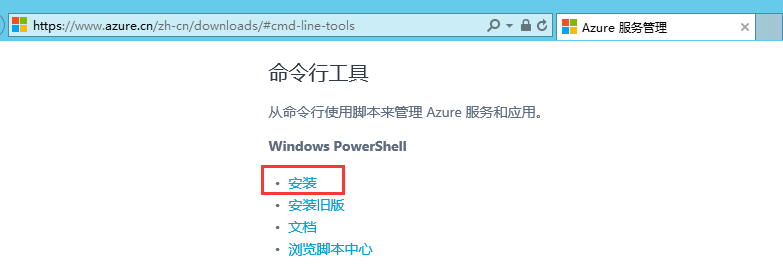 https://www.azure.cn/zh-cn/downloads/#cmd-line-tools
Azure 服务管理
命令行工具
从命令行使用脚本来管理 Azure 服务和应用。
Windows PowerShell
• 安装
• 安装旧版
• 文档
• 浏览脚本中心